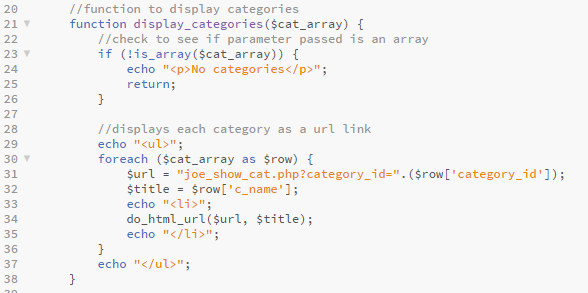 20 //function to display categories
21 function display_categories($cat_array) {
22 //check to see if parameter passed is an array
23 if (!is_array($cat_array)) {
24 echo "<p>No categories</p>";
25 return;
26 }
27
28 //displays each category as a url link
29 echo "<ul>";
30 foreach ($cat_array as $row) {
31 $url = "joe_show_cat.php?category_id=".($row['category_id']);
32 $title = $row['c_name'];
33 echo "<li>";
34 do_html_url($url, $title);
35 echo "</li>";
36 }
37 echo "</ul>";
38 }